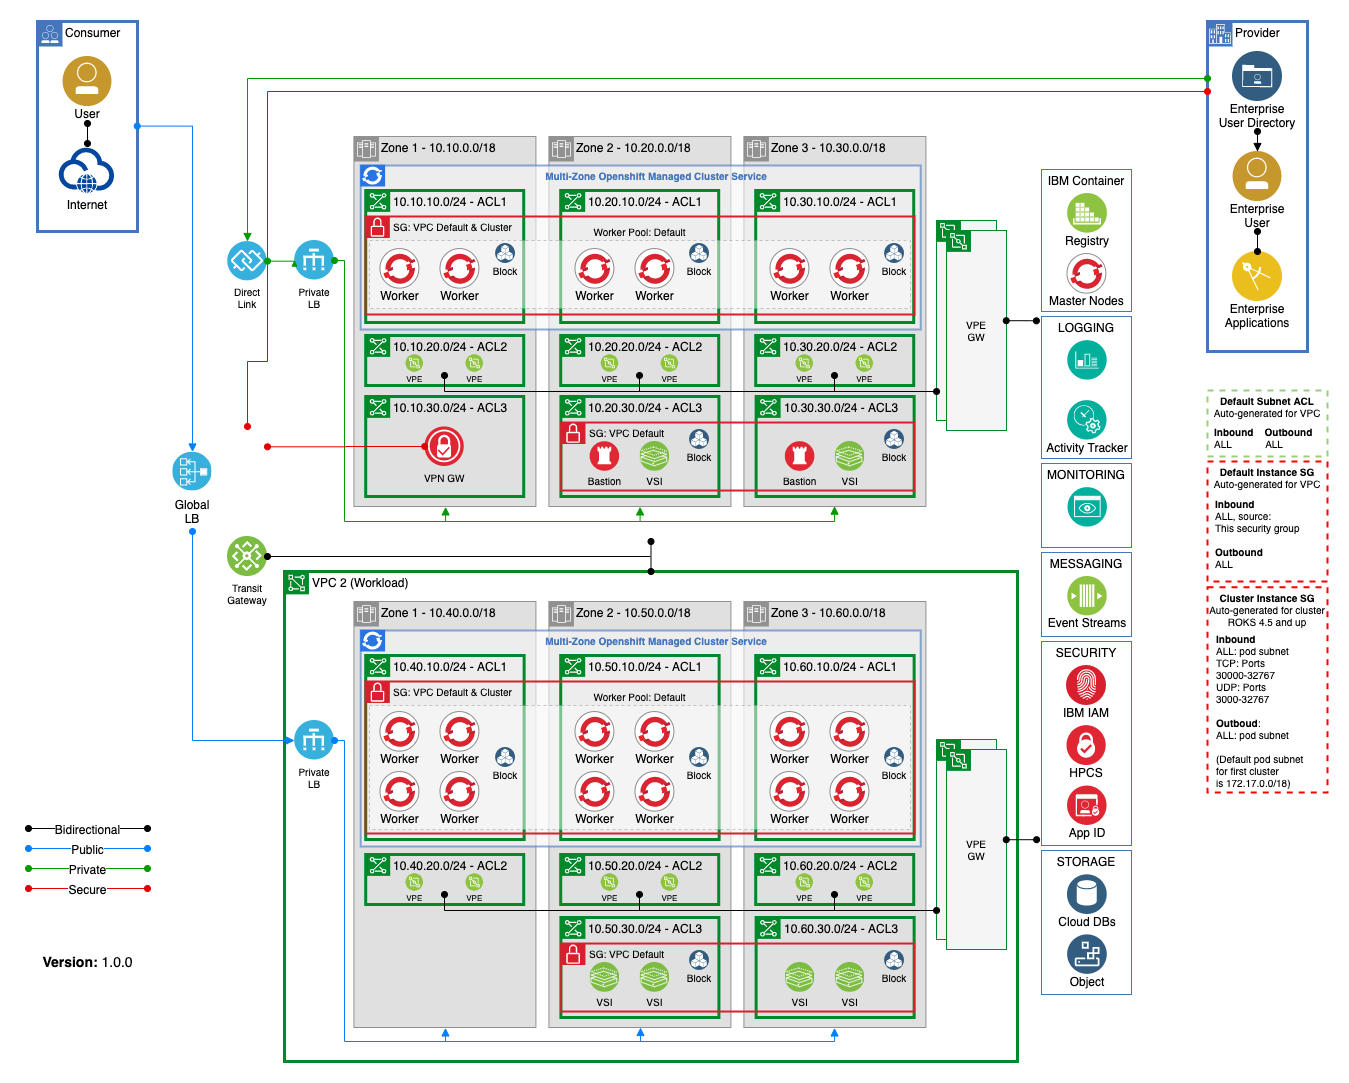 Consumer
User
Internet
Provider
Enterprise
User Directory
Enterprise
User
Enterprise
Applications
Direct
Link
Private
LB
Global
LB
Transit
Gateway
Private
LB
Zone 1 - 10.10.0.0/18
Zone 2 - 10.20.0.0/18
Zone 3 - 10.30.0.0/18
Multi-Zone Openshift Managed Cluster Service
10.10.10.0/24 - ACL1
10.20.10.0/24 - ACL1
10.30.10.0/24 - ACL1
SG: VPC Default & Cluster
Worker Pool: Default
Block
Block
Block
Worker
Worker
Worker
Worker
Worker
Worker
10.10.20.0/24 - ACL2
10.20.20.0/24 - ACL2
10.30.20.0/24 - ACL2
VPE
VPE
VPE
VPE
VPE
VPE
10.10.30.0/24 - ACL3
10.20.30.0/24 - ACL3
10.30.30.0/24 - ACL3
VPN GW
SG: VPC Default
Block
Block
Bastion
VSI
Bastion
VSI
VPE
GW
VPC 2 (Workload)
Zone 1 - 10.40.0.0/18
Zone 2 - 10.50.0.0/18
Zone 3 - 10.60.0.0/18
Multi-Zone Openshift Managed Cluster Service
10.40.10.0/24 - ACL1
10.50.10.0/24 - ACL1
10.60.10.0/24 - ACL1
SG: VPC Default & Cluster
Worker Pool: Default
Worker
Worker
Worker
Worker
Worker
Worker
Block
Block
Block
Worker
Worker
Worker
Worker
Worker
Worker
10.40.20.0/24 - ACL2
10.50.20.0/24 - ACL2
10.60.20.0/24 - ACL2
VPE
VPE
VPE
VPE
VPE
VPE
10.50.30.0/24 - ACL3
10.60.30.0/24 - ACL3
SG: VPC Default
Block
Block
VSI
VSI
VSI
VSI
VPE
GW
IBM Container
Registry
Master Nodes
LOGGING
Activity Tracker
MONITORING
MESSAGING
Event Streams
SECURITY
IBM IAM
HPCS
App ID
STORAGE
Cloud DBs
Object
Default Subnet ACL
Auto-generated for VPC
Inbound Outbound
ALL ALL
Default Instance SG
Auto-generated for VPC
Inbound
ALL, source:
This security group
Outbound
ALL
Cluster Instance SG
Auto-generated for cluster
ROKS 4.5 and up
Inbound
ALL: pod subnet
TCP: Ports
30000-32767
UDP: Ports
3000-32767
Outboud:
ALL: pod subnet
(Default pod subnet
for first cluster
is 172.17.0.0/18)
Bidirectional
Public
Private
Secure
Version: 1.0.0